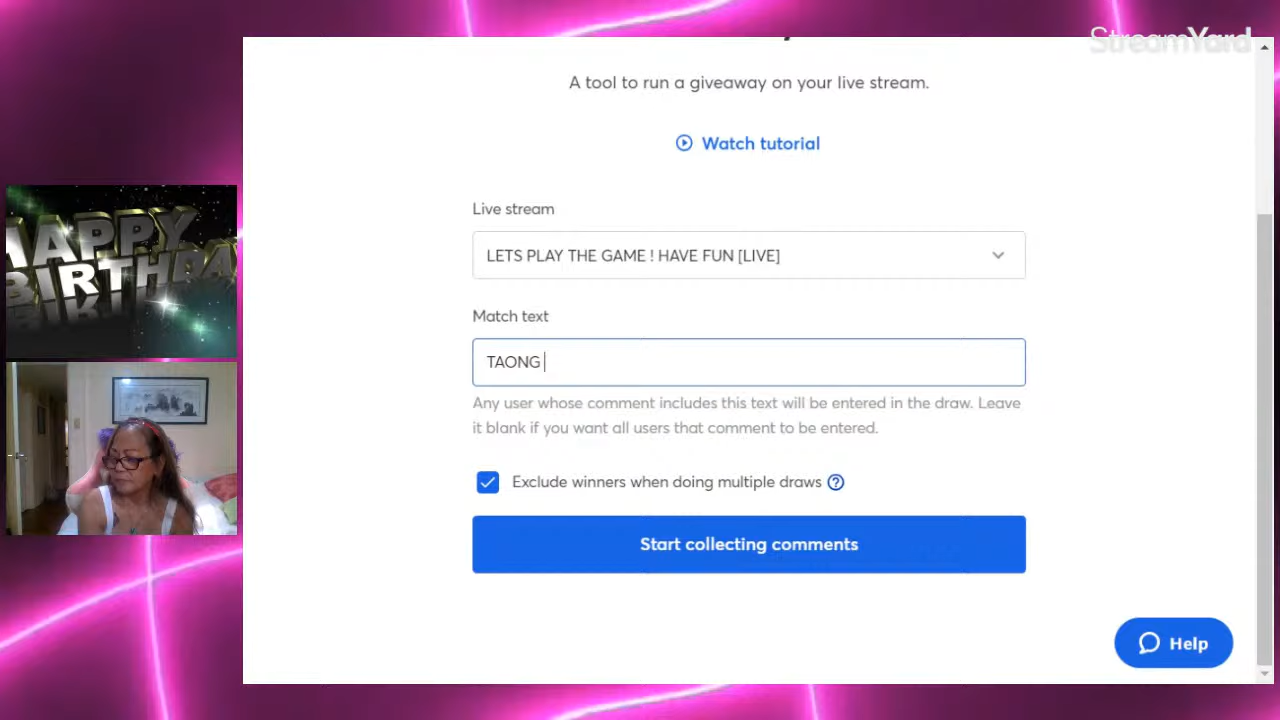 StreamYard
A tool to run a giveaway on your live stream.
Watch tutorial
Live stream
LETS PLAY THE GAME ! HAVE FUN [LIVE]
Match text
TAONG
Any user whose comment includes this text will be entered in the draw. Leave
it blank if you want all users that comment to be entered.
Exclude winners when doing multiple draws
Start collecting comments
Help
HAPPY
BIRTHDAY